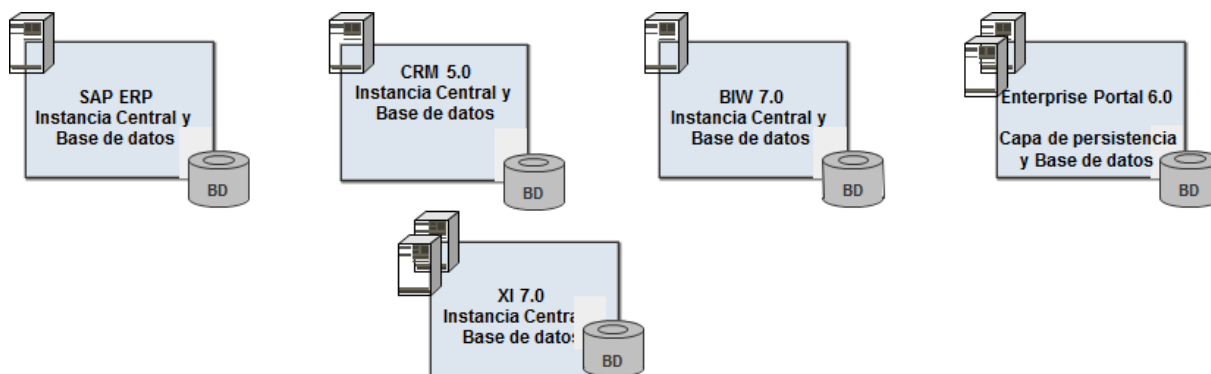 SAP ERP
Instancia Central y
Base de datos
BD
CRM 5.0
Instancia Central y
Base de datos
BD
BIW 7.0
Instancia Central y
Base de datos
BD
Enterprise Portal 6.0
Capa de persistencia
y Base de datos
BD
XI 7.0
Instancia Centra
Base de datos
BD